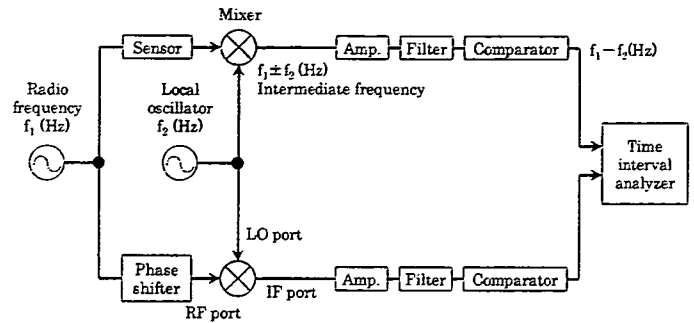 Mixer
Sensor
Amp.
Filter
Comparator
f₁−f₂(Hz)
f₁±f₂ (Hz)
Intermediate frequency
Radio
frequency
f₁ (Hz)
Local
oscillator
f₂ (Hz)
Time
interval
analyzer
LO port
Phase
shifter
RF port
IF port
Amp.
Filter
Comparator